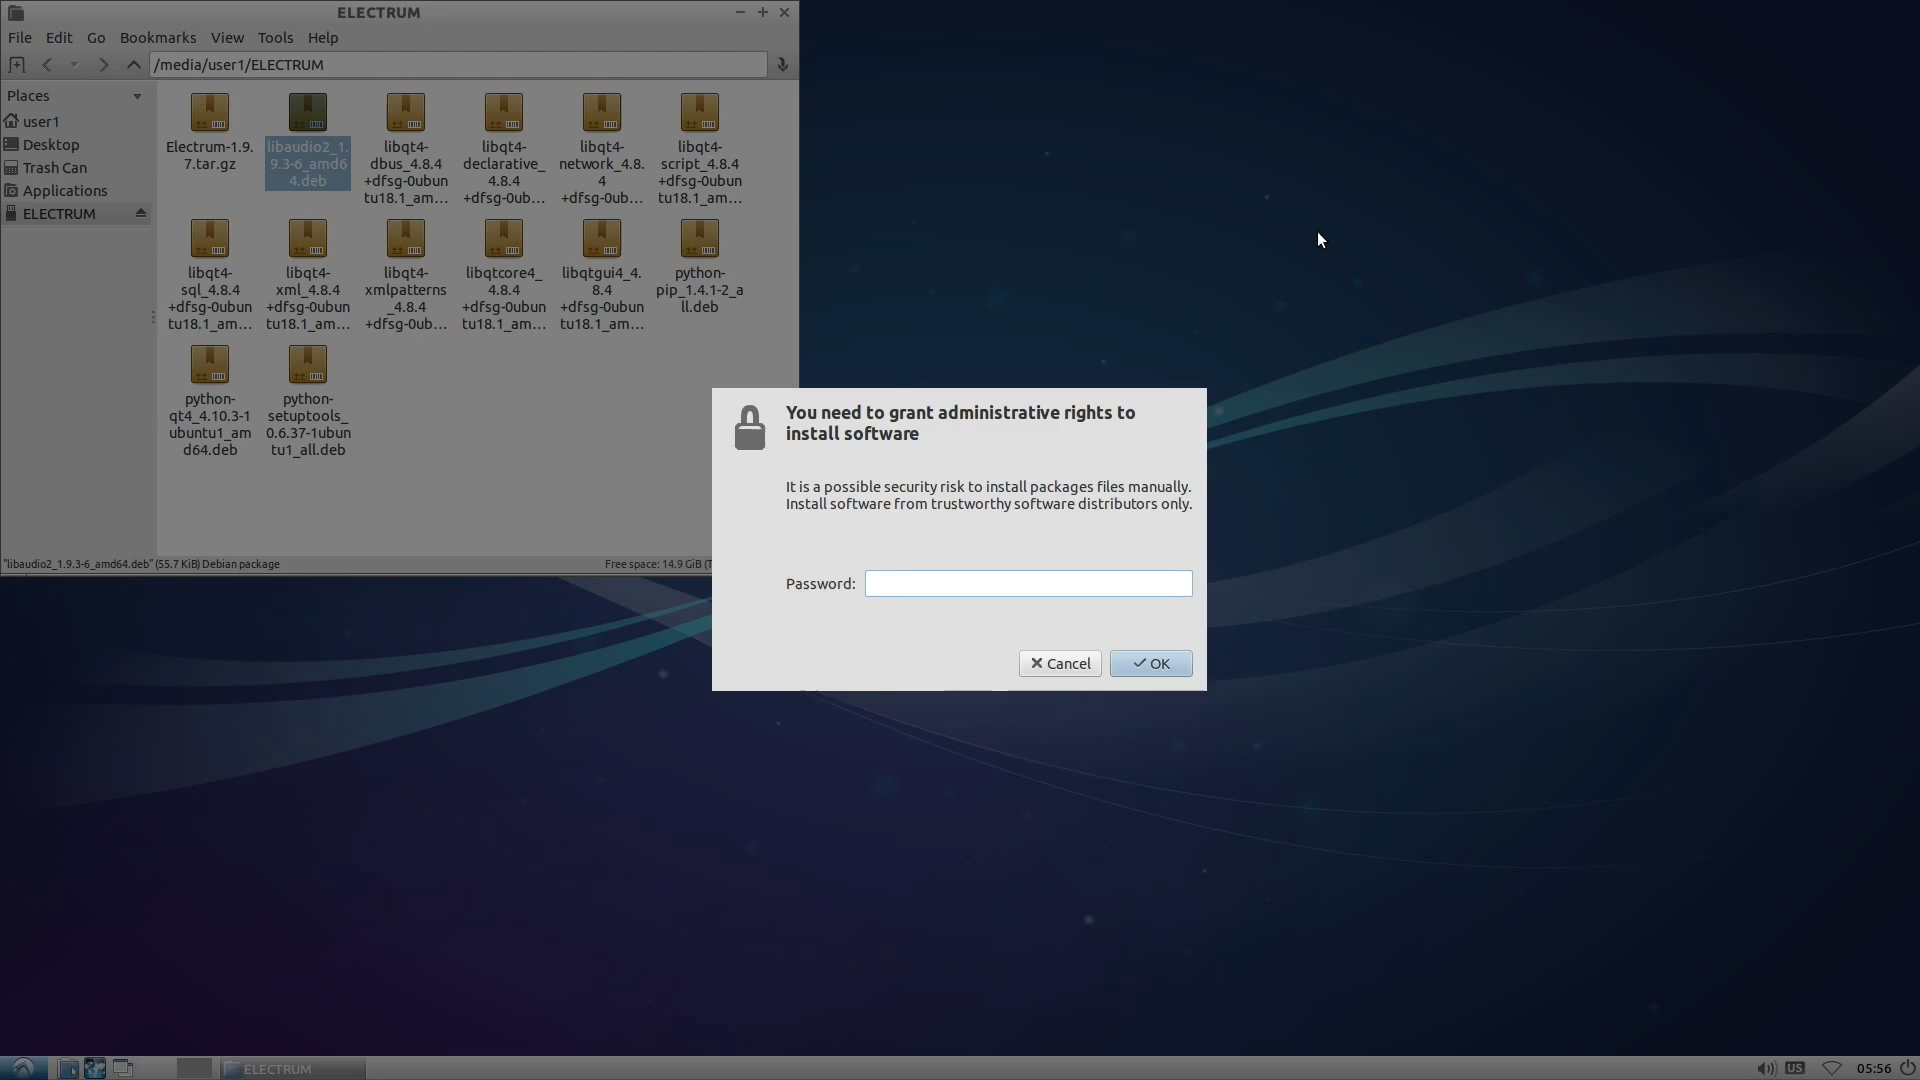 ELECTRUM
File Edit Go Bookmarks View Tools Help
/media/user1/ELECTRUM
Places
user1
Desktop
Trash Can
Applications
ELECTRUM
Electrum-1.9.
7.tar.gz
libaudio2_1.
9.3-6_amd6
4.deb
libqt4-
dbus_4.8.4
+dfsg-0ubun
tu18.1_am...
libqt4-
declarative_
4.8.4
+dfsg-0ub...
libqt4-
network_4.8.
4
+dfsg-0ub...
libqt4-
script_4.8.4
+dfsg-0ubun
tu18.1_am...
libqt4-
sql_4.8.4
+dfsg-0ubun
tu18.1_am...
libqt4-
xml_4.8.4
+dfsg-0ubun
tu18.1_am...
libqt4-
xmlpatterns
_4.8.4
+dfsg-0ub...
libqtcore4_
4.8.4
+dfsg-0ubun
tu18.1_am...
libqtgui4_4.
8.4
+dfsg-0ubun
tu18.1_am...
python-
pip_1.4.1-2_a
ll.deb
python-
qt4_4.10.3-1
ubuntu1_am
d64.deb
python-
setuptools_
0.6.37-1ubun
tu1_all.deb
"libaudio2_1.9.3-6_amd64.deb" (55.7 KiB) Debian package
Free space: 14.9 GiB (T
You need to grant administrative rights to
install software
It is a possible security risk to install packages files manually.
Install software from trustworthy software distributors only.
Password:
Cancel OK
ELECTRUM
US
05:56